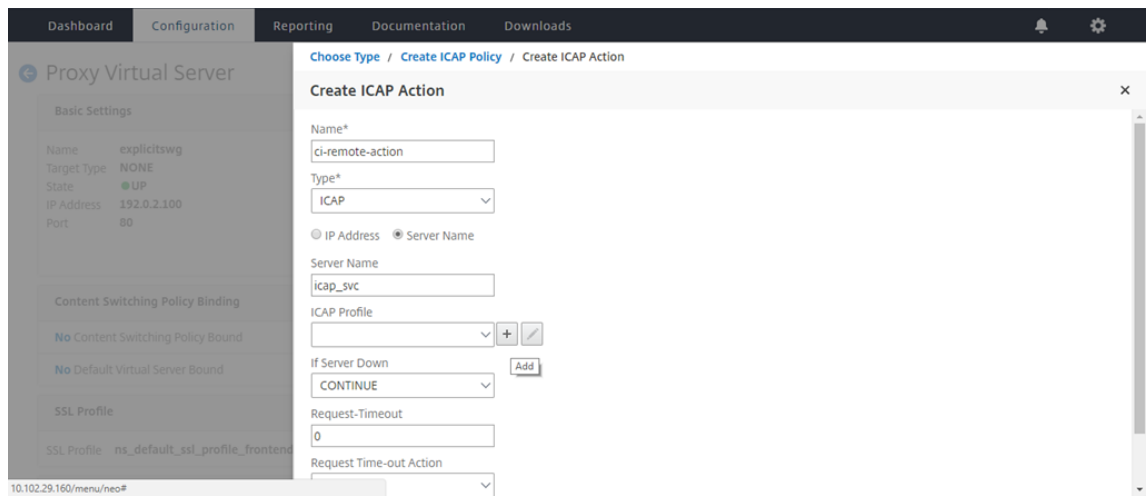 Dashboard Configuration Reporting Documentation Downloads
Proxy Virtual Server
Basic Settings
Name explicitswg
Target Type NONE
State UP
IP Address 192.0.2.100
Port 80
Content Switching Policy Binding
No Content Switching Policy Bound
No Default Virtual Server Bound
SSL Profile
SSL Profile ns_default_ssl_profile_frontend
10.102.29.160/menu/neo#
Choose Type / Create ICAP Policy / Create ICAP Action
Create ICAP Action
Name*
ci-remote-action
Type*
ICAP
IP Address Server Name
Server Name
icap_svc
ICAP Profile
+
Add
If Server Down
CONTINUE
Request-Timeout
0
Request Time-out Action